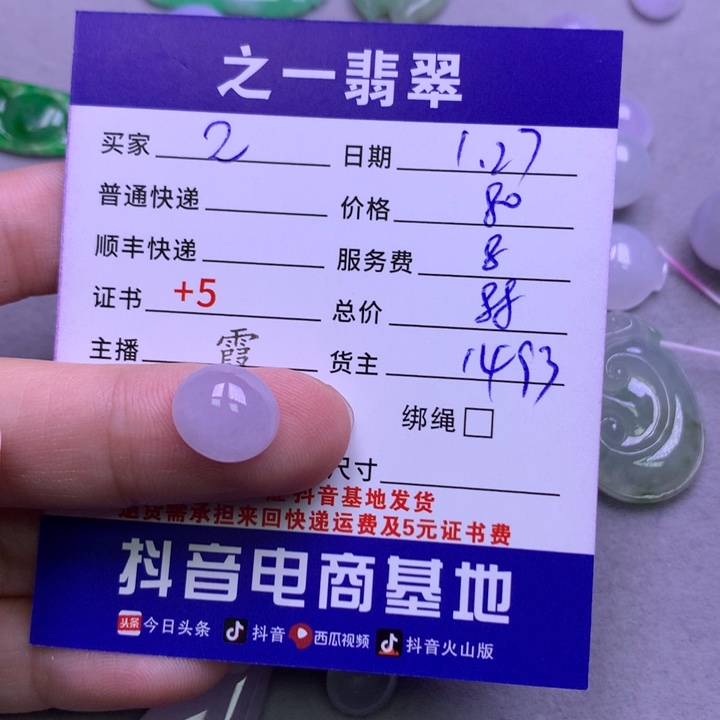 之一翡翠
买家 2 日期 1.27
普通快递 价格 80
顺丰快递 服务费 8
证书 +5 总价 88
主播 霞 货主 1493
绑绳
尺寸
抖音基地发货
退货需承担来回快递运费及5元证书费
抖音电商基地
头条 今日头条 抖音 西瓜视频 抖音火山版